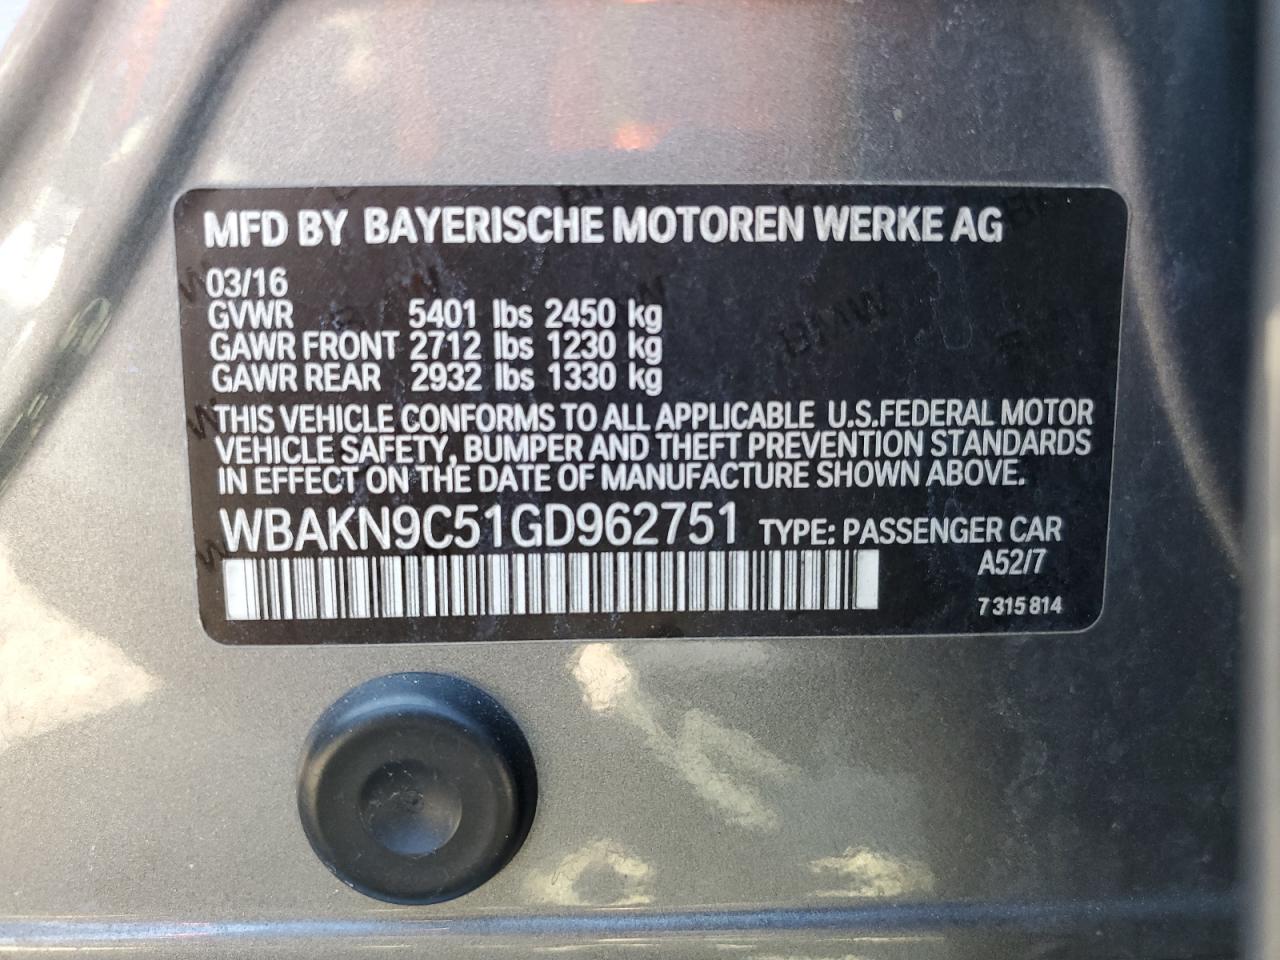 MFD BY BAYERISCHE MOTOREN WERKE AG
03/16
GVWR 5401 lbs 2450 kg
GAWR FRONT 2712 lbs 1230 kg
GAWR REAR 2932 lbs 1330 kg
THIS VEHICLE CONFORMS TO ALL APPLICABLE U.S.FEDERAL MOTOR
VEHICLE SAFETY, BUMPER AND THEFT PREVENTION STANDARDS
IN EFFECT ON THE DATE OF MANUFACTURE SHOWN ABOVE.
WBAKN9C51GD962751 TYPE: PASSENGER CAR
A52/7
7 315 814